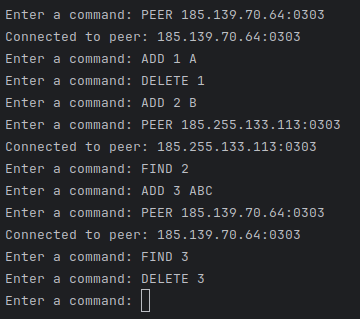 Enter a command: PEER 185.139.70.64:0303
Connected to peer: 185.139.70.64:0303
Enter a command: ADD 1 A
Enter a command: DELETE 1
Enter a command: ADD 2 B
Enter a command: PEER 185.255.133.113:0303
Connected to peer: 185.255.133.113:0303
Enter a command: FIND 2
Enter a command: ADD 3 ABC
Enter a command: PEER 185.139.70.64:0303
Connected to peer: 185.139.70.64:0303
Enter a command: FIND 3
Enter a command: DELETE 3
Enter a command: